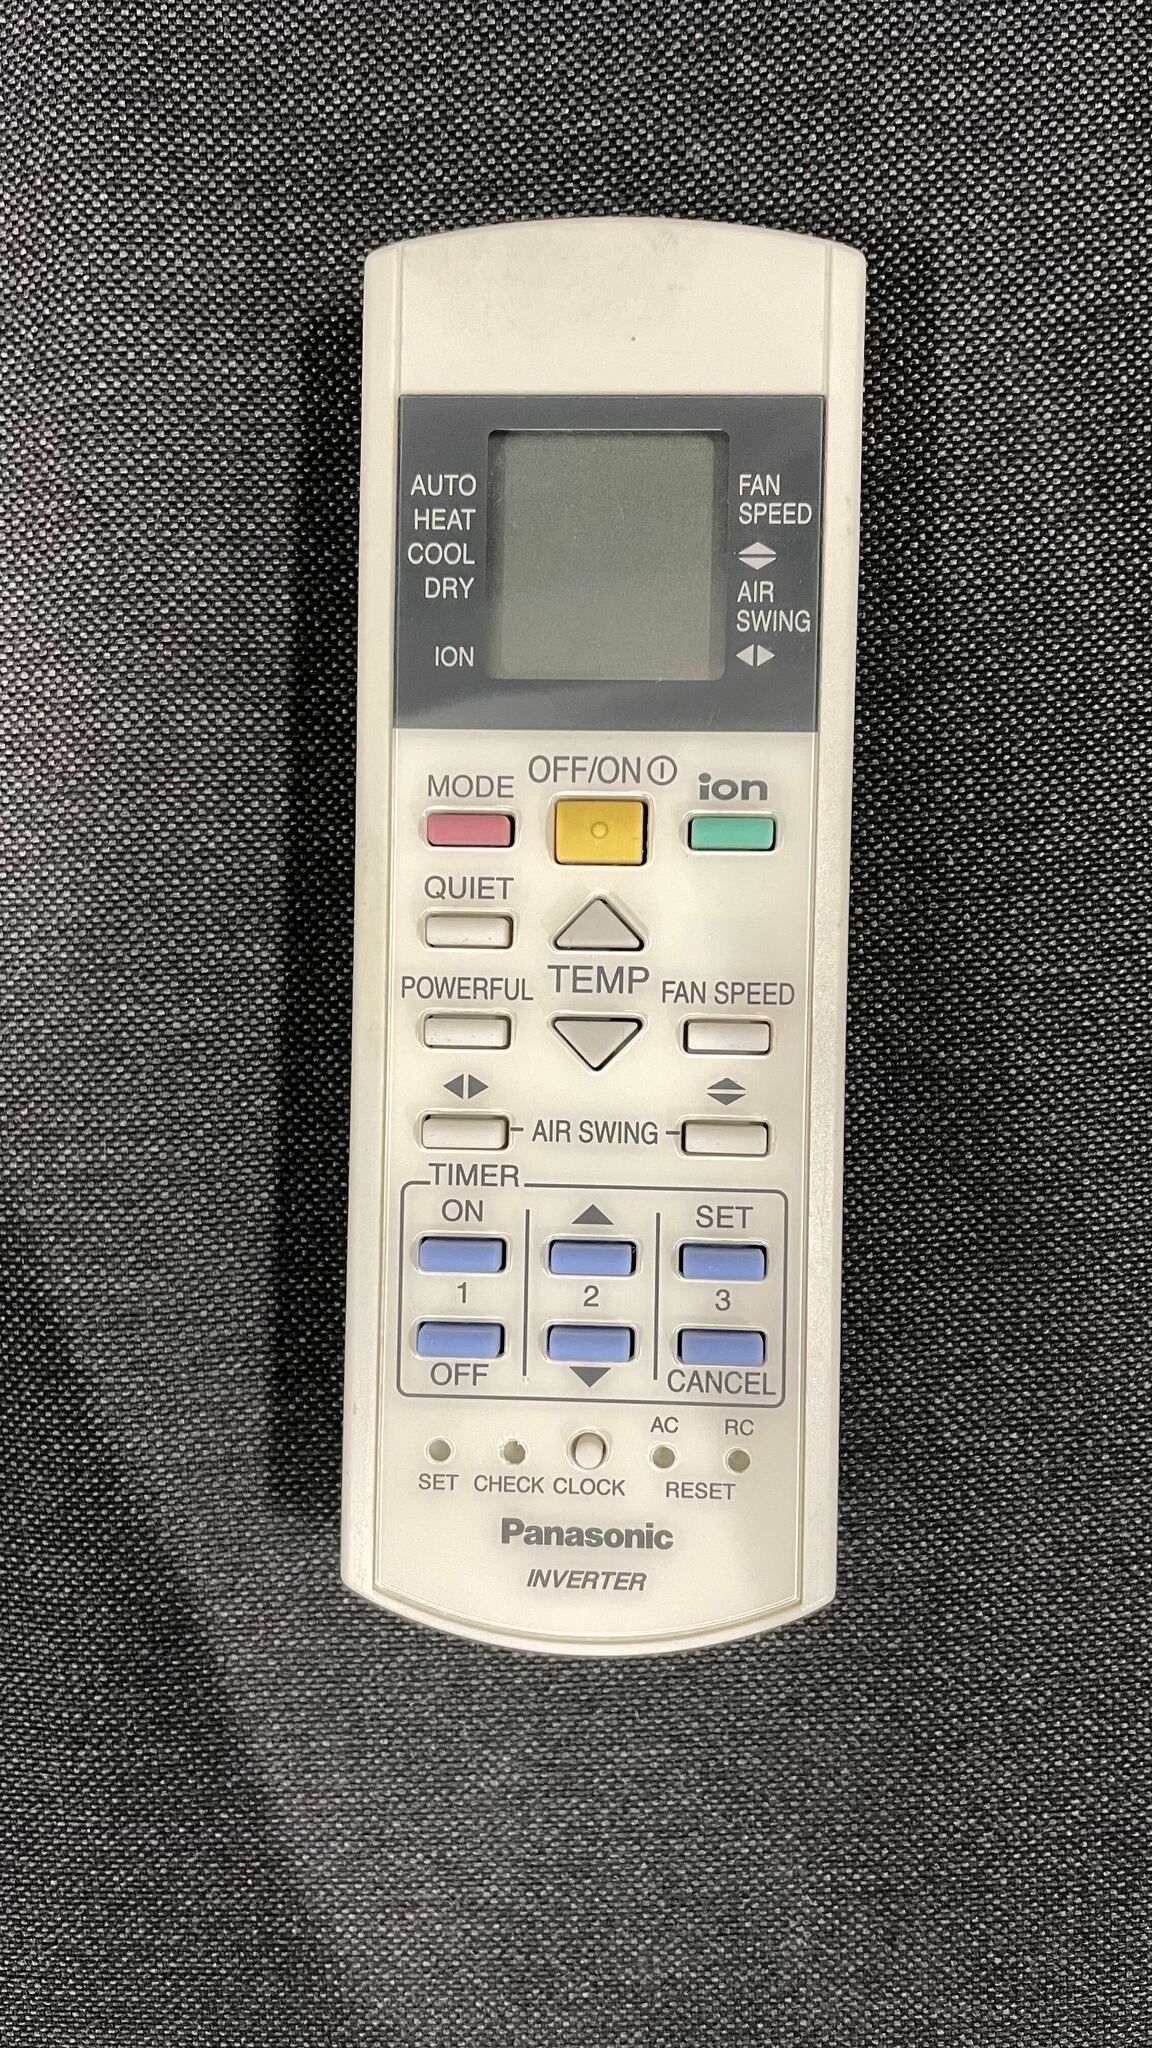 AUTO
HEAT
COOL
DRY
ION
FAN
SPEED
AIR
SWING
OFF/ON
MODE
ion
QUIET
TEMP
POWERFUL
FAN SPEED
AIR SWING
TIMER
ON
SET
1 2 3
OFF
CANCEL
AC RC
SET CHECK CLOCK RESET
Panasonic
INVERTER